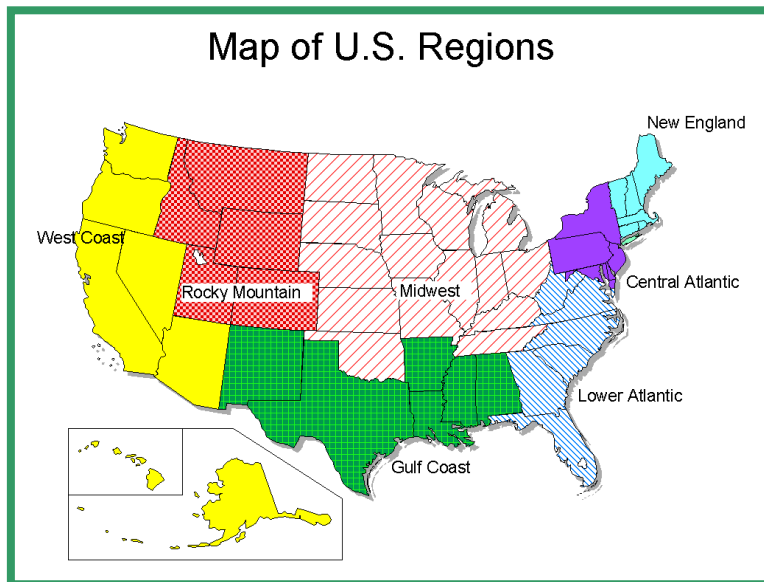 Map of U.S. Regions
New England
West Coast
Central Atlantic
Rocky Mountain
Midwest
Lower Atlantic
Gulf Coast